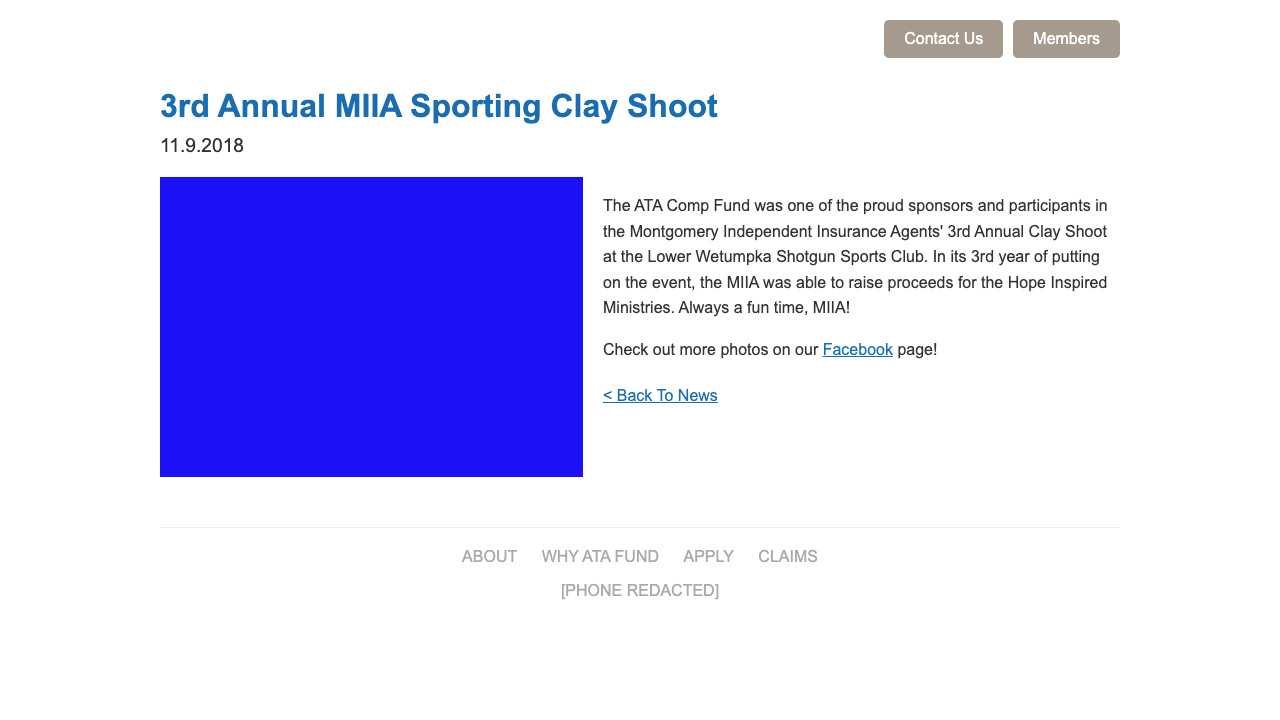 Contact Us Members
3rd Annual MIIA Sporting Clay Shoot
11.9.2018
The ATA Comp Fund was one of the proud sponsors and participants in
the Montgomery Independent Insurance Agents' 3rd Annual Clay Shoot
at the Lower Wetumpka Shotgun Sports Club. In its 3rd year of putting
on the event, the MIIA was able to raise proceeds for the Hope Inspired
Ministries. Always a fun time, MIIA!
Check out more photos on our Facebook page!
< Back To News
ABOUT WHY ATA FUND APPLY CLAIMS
[PHONE REDACTED]